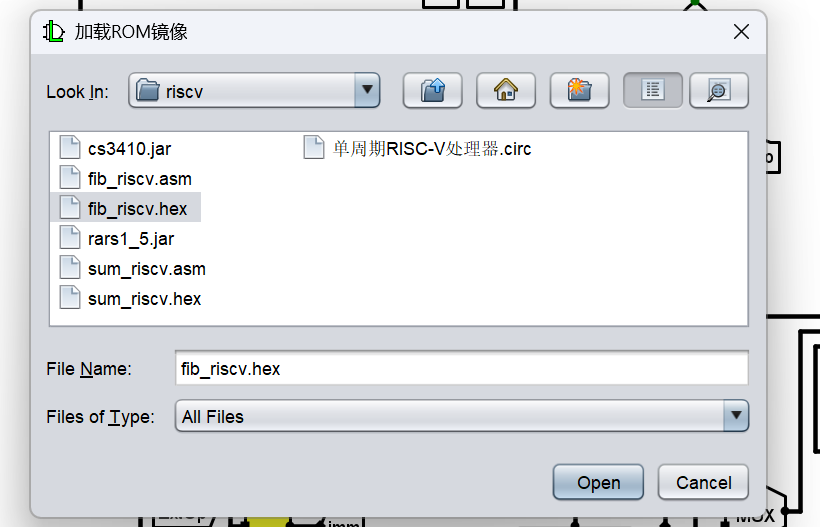 加载ROM镜像
Look In: riscv
cs3410.jar
fib_riscv.asm
fib_riscv.hex
rars1_5.jar
sum_riscv.asm
sum_riscv.hex
单周期RISC-V处理器.circ
File Name: fib_riscv.hex
Files of Type: All Files
Open Cancel
imm
MUX